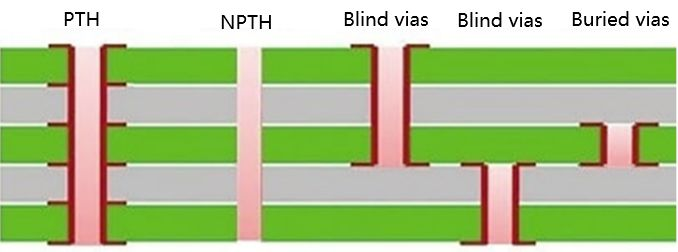 PTH
NPTH
Blind vias
Blind vias
Buried vias